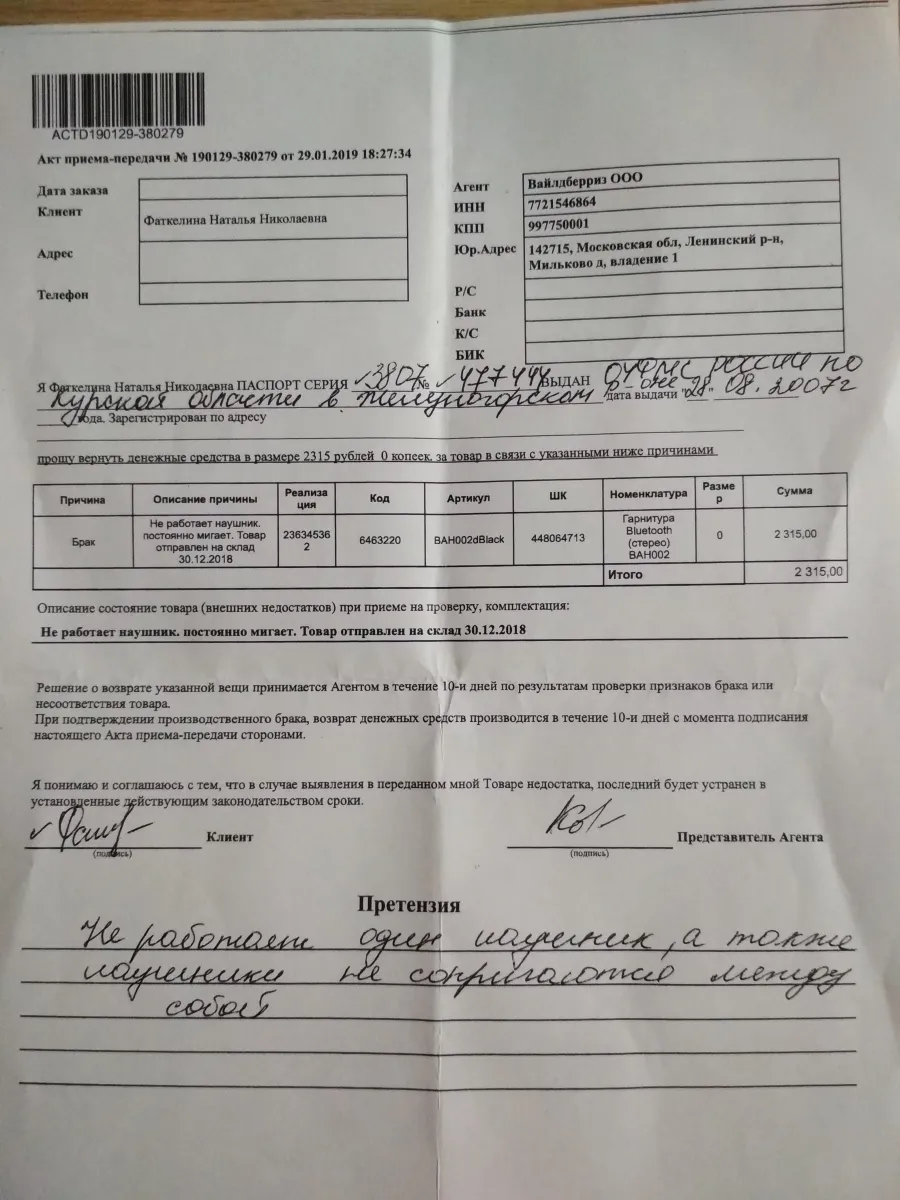 ACTD190129-380279
Акт приема-передачи № 190129-380279 от 29.01.2019 18:27:34
Дата заказа
Клиент Фаткелина Наталья Николаевна
Адрес
Телефон
Агент Вайлдберриз ООО
ИНН 7721546864
КПП 997750001
Юр.Адрес 142715, Московская обл, Ленинский р-н,
Мильково д, владение 1
Р/С
Банк
К/С
БИК
Я Фаткелина Наталья Николаевна ПАСПОРТ СЕРИЯ 3807 № 477444 ВЫДАН ОУФМС россии по
Курской области в Железногорском р-оне дата выдачи "28" 08.2007г
года. Зарегистрирован по адресу
прошу вернуть денежные средства в размере 2315 рублей 0 копеек. за товар в связи с указанными ниже причинами
Причина Описание причины Реализа Код Артикул ШК Номенклатура Разме Сумма
ция р
Брак Не работает наушник. 23634536 6463220 BAH002dBlack 448064713 Гарнитура 0 2 315,00
постоянно мигает. Товар 2 Bluetooth
отправлен на склад (стерео)
30.12.2018 BAH002
Итого 2 315,00
Описание состояние товара (внешних недостатков) при приеме на проверку, комплектация:
Не работает наушник. постоянно мигает. Товар отправлен на склад 30.12.2018
Решение о возврате указанной вещи принимается Агентом в течение 10-и дней по результатам проверки признаков брака или
несоответствия товара.
При подтверждении производственного брака, возврат денежных средств производится в течение 10-и дней с момента подписания
настоящего Акта приема-передачи сторонами.
Я понимаю и соглашаюсь с тем, что в случае выявления в переданном мной Товаре недостатка, последний будет устранен в
установленные действующим законодательством сроки.
Клиент Представитель Агента
(подпись) (подпись)
Претензия
Не работает один наушник, а также
наушники не сопригаются между
собой